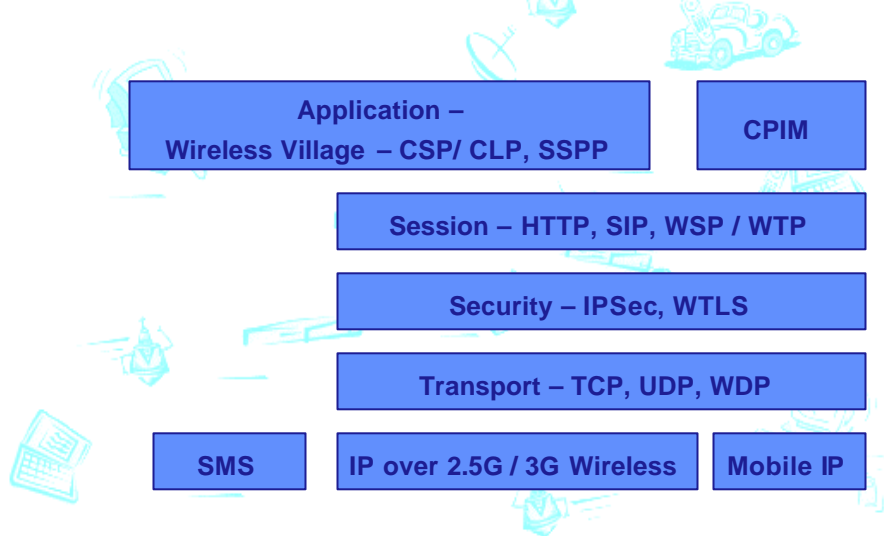 Application –
Wireless Village – CSP/ CLP, SSPP
CPIM
Session – HTTP, SIP, WSP / WTP
Security – IPSec, WTLS
Transport – TCP, UDP, WDP
SMS
IP over 2.5G / 3G Wireless
Mobile IP